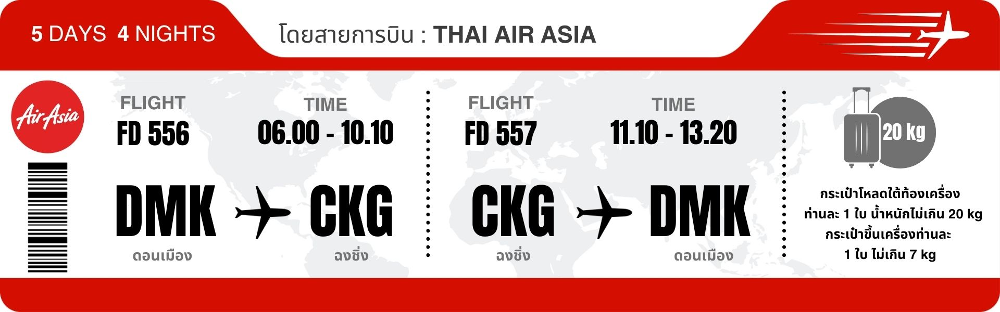 5 DAYS 4 NIGHTS
โดยสายการบิน : THAI AIR ASIA
AirAsia
FLIGHT
FD 556
TIME
06.00 - 10.10
DMK
ดอนเมือง
CKG
ฉงชิ่ง
FLIGHT
FD 557
TIME
11.10 - 13.20
CKG
ฉงชิ่ง
DMK
ดอนเมือง
20 kg
กระเป๋าโหลดใต้ท้องเครื่อง
ท่านละ 1 ใบ น้ำหนักไม่เกิน 20 kg
กระเป๋าขึ้นเครื่องท่านละ
1 ใบ ไม่เกิน 7 kg